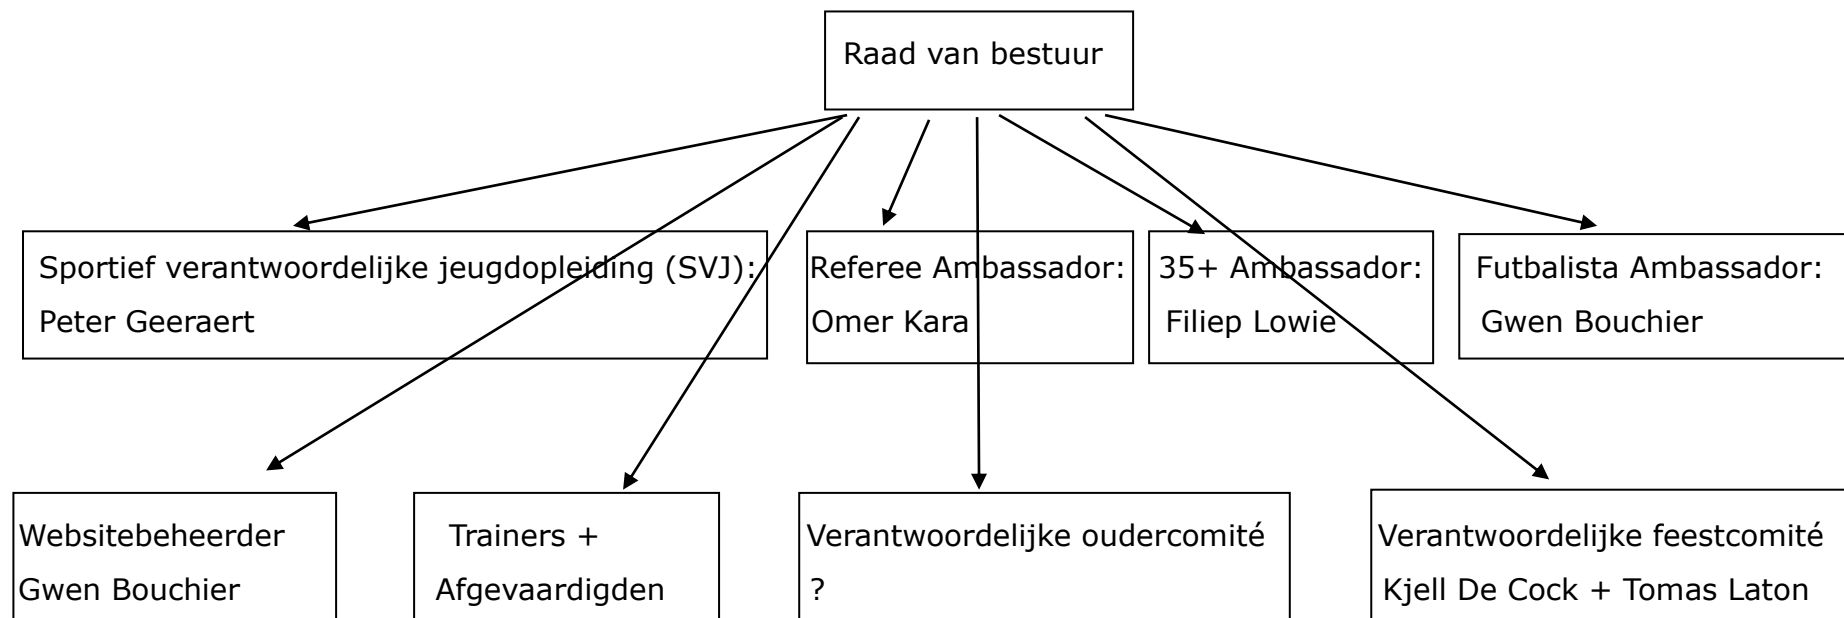 Raad van bestuur
Sportief verantwoordelijke jeugdopleiding (SVJ):
Peter Geeraert
Referee Ambassador:
Omer Kara
35+ Ambassador:
Filiep Lowie
Futbalista Ambassador:
Gwen Bouchier
Websitebeheerder
Gwen Bouchier
Trainers +
Afgevaardigden
Verantwoordelijke oudercomité
?
Verantwoordelijke feestcomité
Kjell De Cock + Tomas Laton